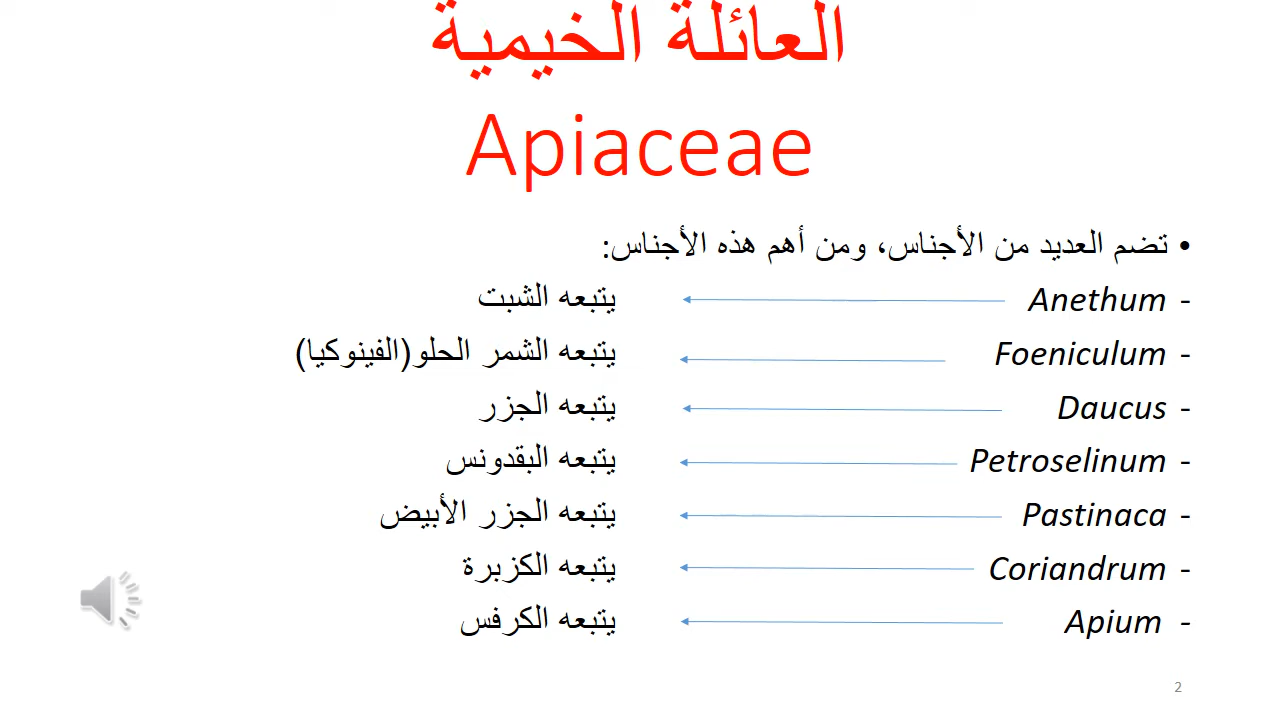 العائلة الخيمية
Apiaceae
• تضم العديد من الأجناس، ومن أهم هذه الأجناس:
- Anethum يتبعه الشبت
- Foeniculum يتبعه الشمر الحلو(الفينوكيا)
- Daucus يتبعه الجزر
- Petroselinum يتبعه البقدونس
- Pastinaca يتبعه الجزر الأبيض
- Coriandrum يتبعه الكزبرة
- Apium يتبعه الكرفس
2